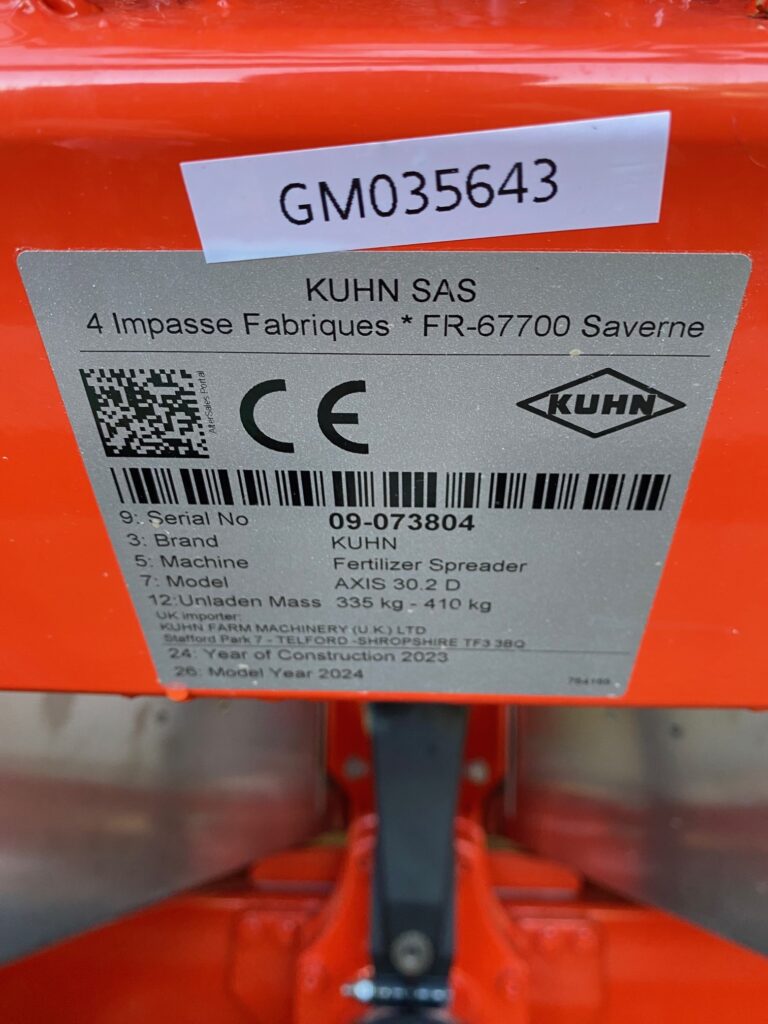 GM035643
KUHN SAS
4 Impasse Fabriques * FR-67700 Saverne
AfterSales Portal
CE
KUHN
9: Serial No 09-073804
3: Brand KUHN
5: Machine Fertilizer Spreader
7: Model AXIS 30.2 D
12:Unladen Mass 335 kg - 410 kg
UK importer:
KUHN FARM MACHINERY (U.K.) LTD
Stafford Park 7 - TELFORD -SHROPSHIRE TF3 3BQ
24: Year of Construction 2023
26: Model Year 2024